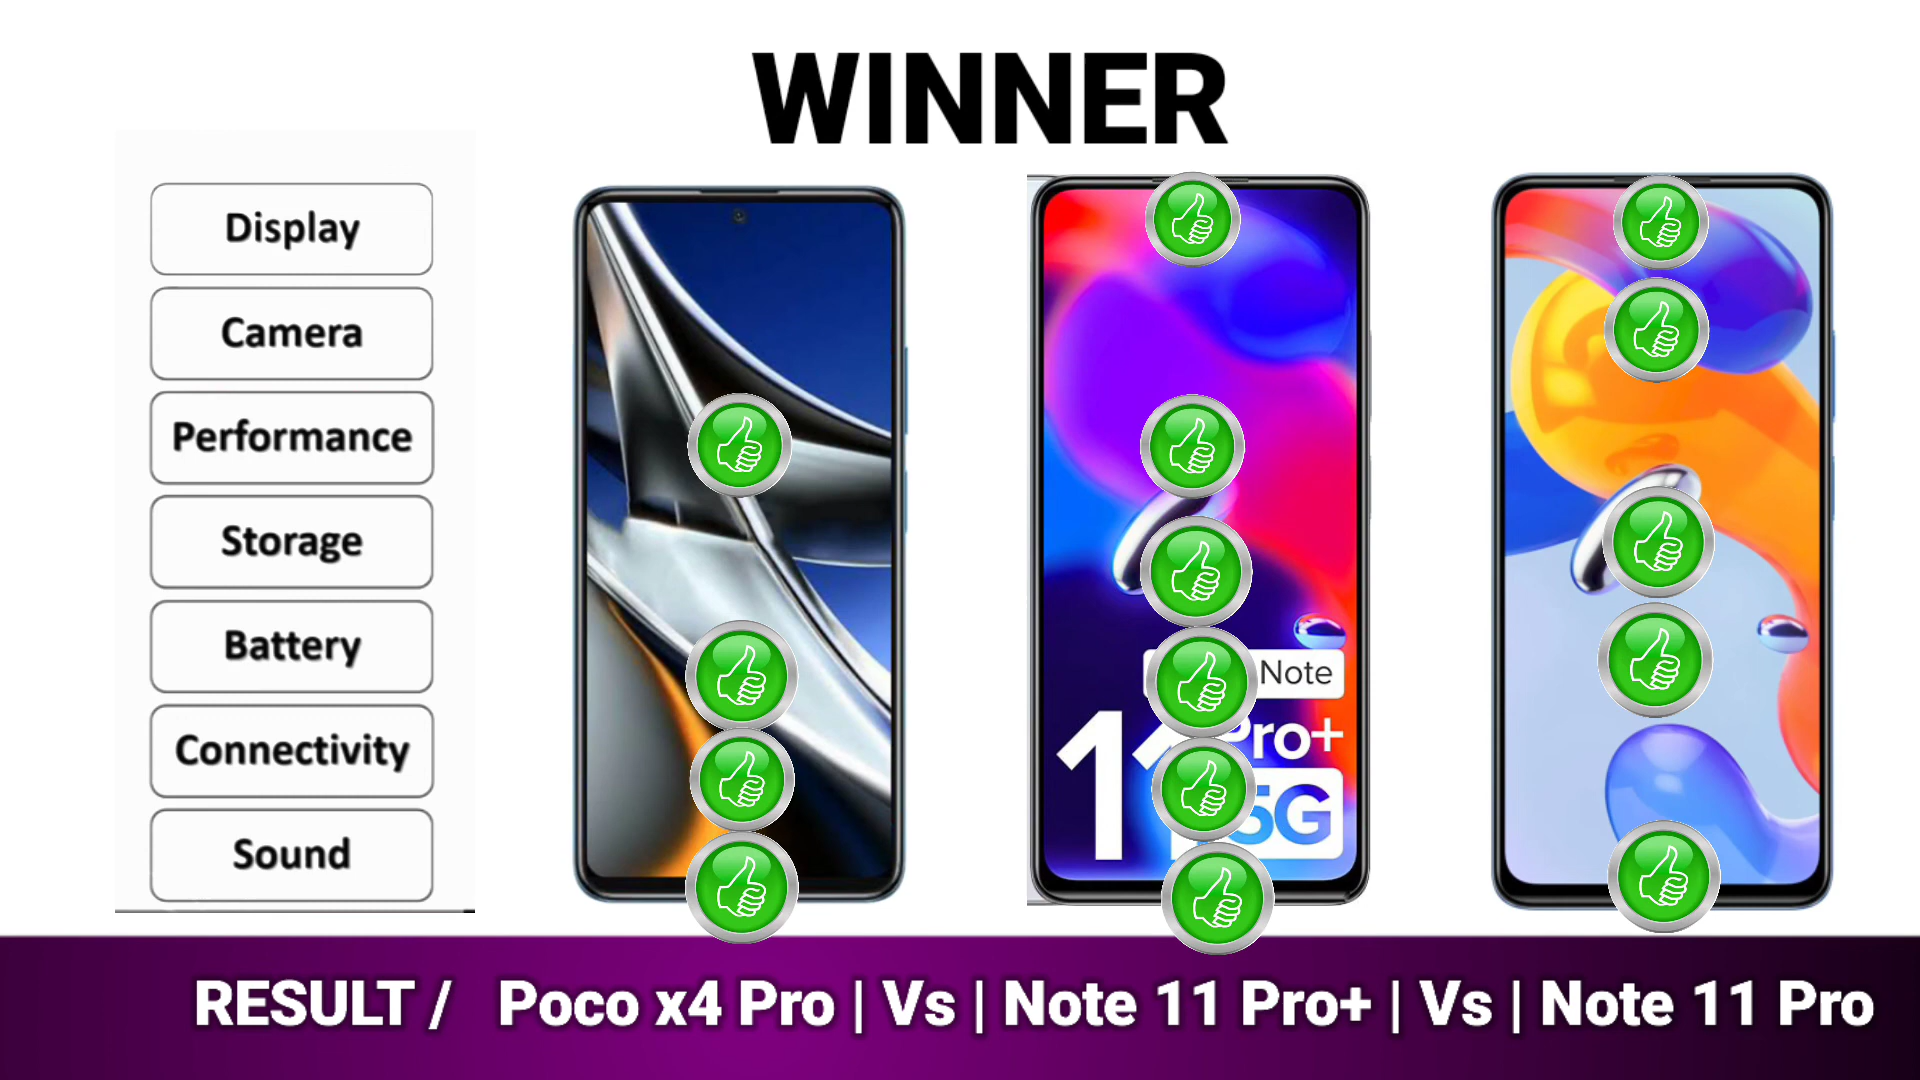 WINNER
Display
Camera
Performance
Storage
Battery
Connectivity
Sound
Note
11 Pro+
5G
RESULT / Poco x4 Pro | Vs | Note 11 Pro+ | Vs | Note 11 Pro